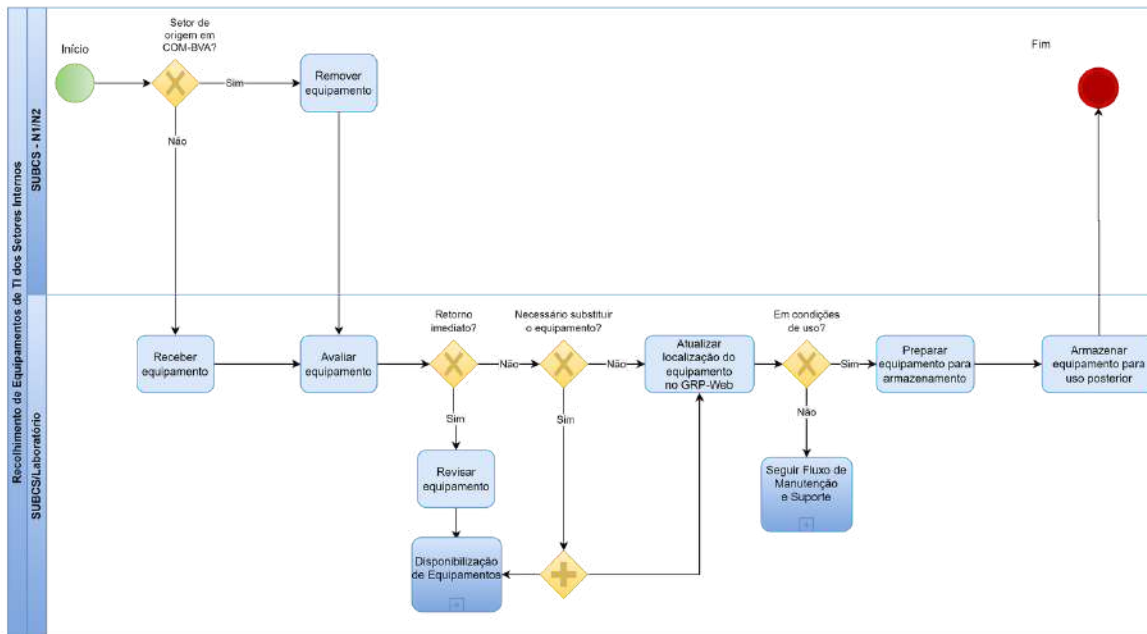 Recolhimento de Equipamentos de TI dos Setores Internos
SUBCS - N1/N2
Início
Setor de
origem em
COM-BVA?
Sim
Remover
equipamento
Não
Fim
SUBCS/Laboratório
Receber
equipamento
Avaliar
equipamento
Retorno
imediato?
Não
Sim
Revisar
equipamento
Disponibilização
de Equipamentos
Necessário substituir
o equipamento?
Não
Sim
Atualizar
localização do
equipamento
no GRP-Web
Em condições
de uso?
Sim
Não
Seguir Fluxo de
Manutenção
e Suporte
Preparar
equipamento para
armazenamento
Armazenar
equipamento para
uso posterior